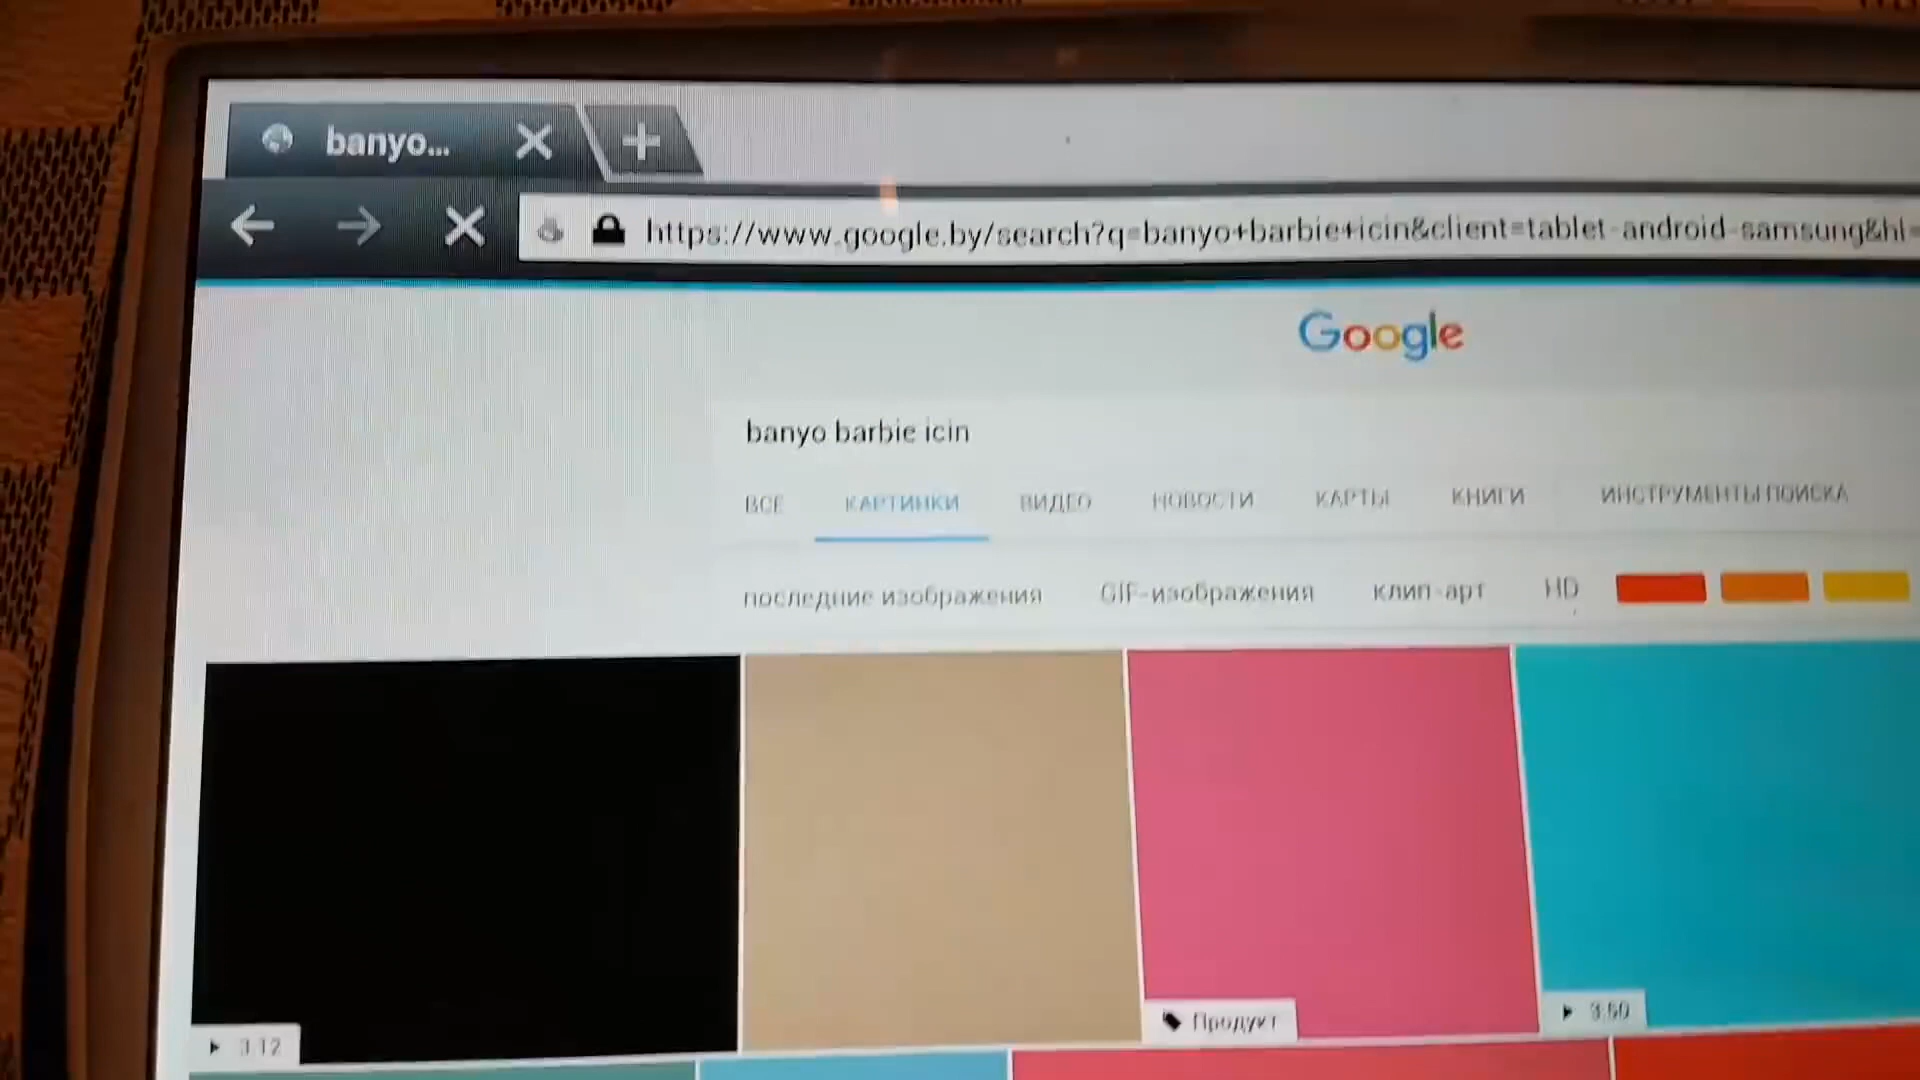 banyo...
https://www.google.by/search?q=banyo+barbie+icin&client=tablet-android-samsung&hl=
Google
banyo barbie icin
ВСЕ КАРТИНКИ ВИДЕО НОВОСТИ КАРТЫ КНИГИ ИНСТРУМЕНТЫ ПОИСКА
последние изображения GIF-изображения клип-арт HD
Продукт
3:50
3:12